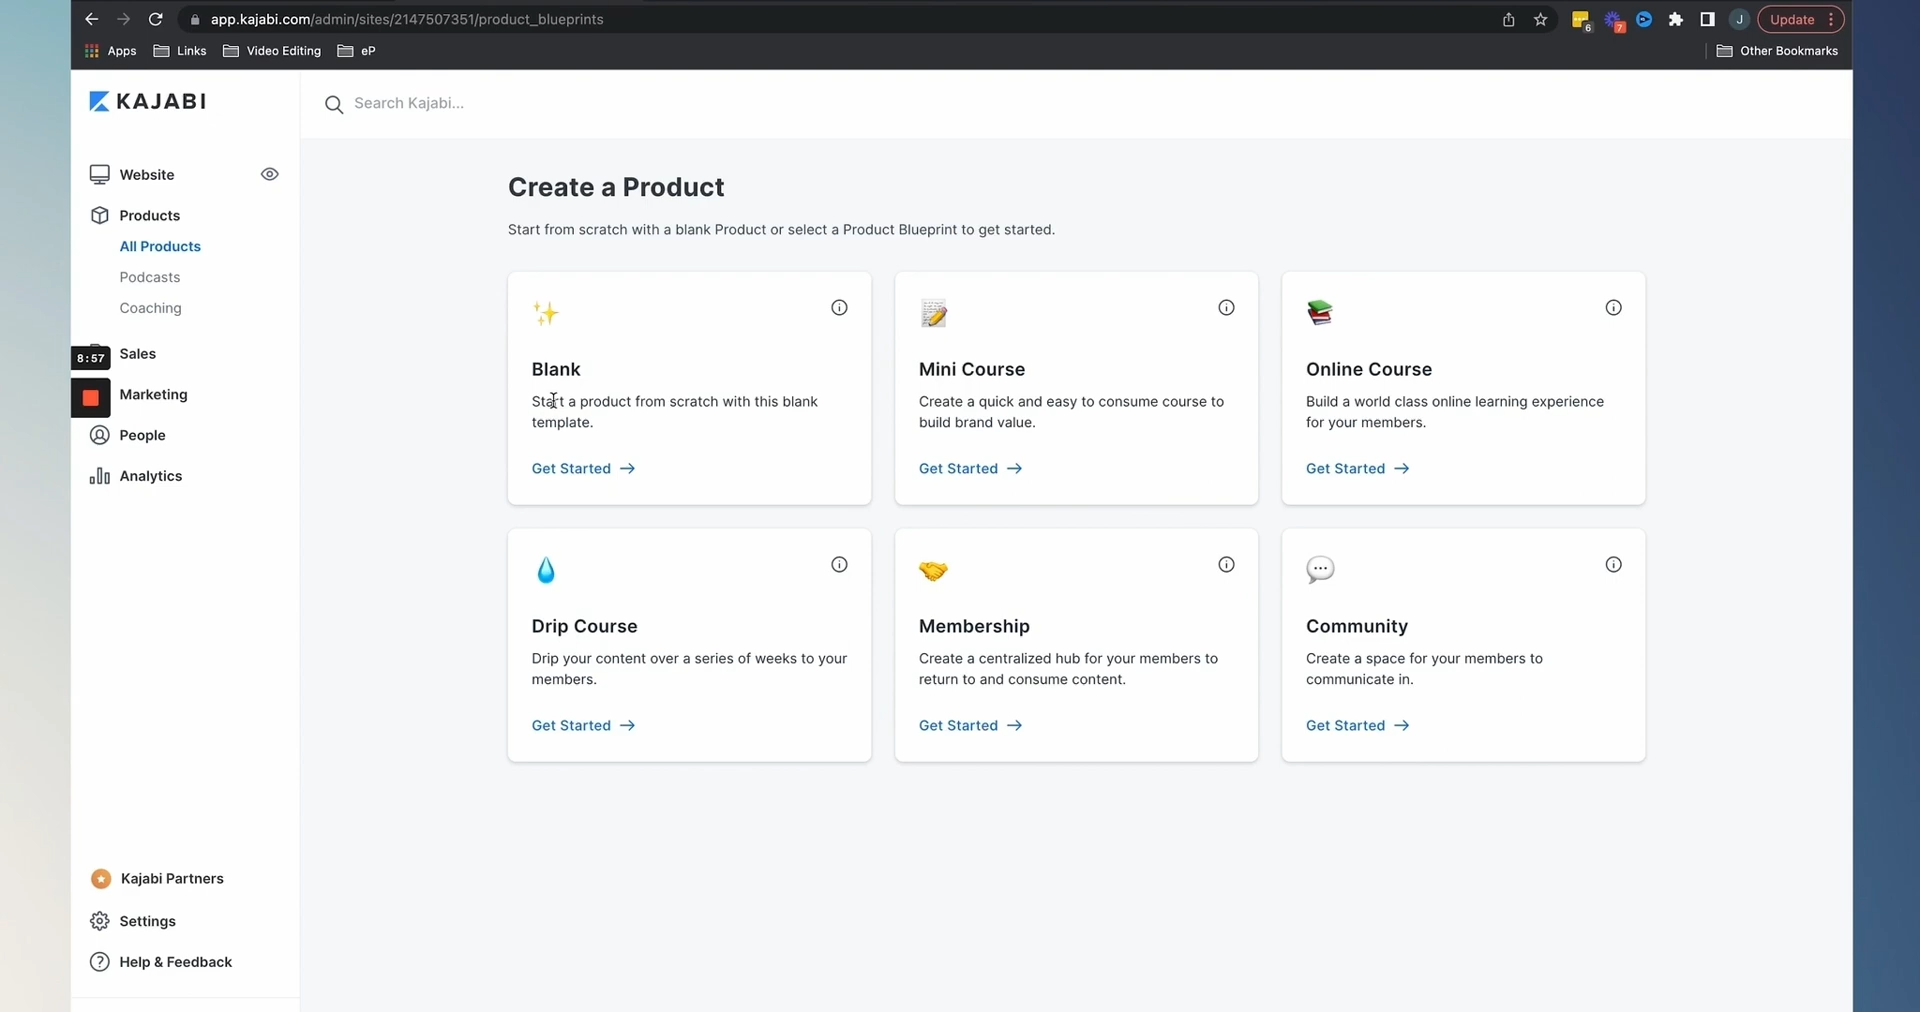 app.kajabi.com/admin/sites/2147507351/product_blueprints
6
7
J
Update
Apps
Links
Video Editing
eP
Other Bookmarks
KAJABI
Search Kajabi...
Website
Products
All Products
Podcasts
Coaching
Sales
8:57
Marketing
People
Analytics
Kajabi Partners
Settings
Help & Feedback
Create a Product
Start from scratch with a blank Product or select a Product Blueprint to get started.
Blank
Start a product from scratch with this blank
template.
Get Started
Mini Course
Create a quick and easy to consume course to
build brand value.
Get Started
Online Course
Build a world class online learning experience
for your members.
Get Started
Drip Course
Drip your content over a series of weeks to your
members.
Get Started
Membership
Create a centralized hub for your members to
return to and consume content.
Get Started
Community
Create a space for your members to
communicate in.
Get Started